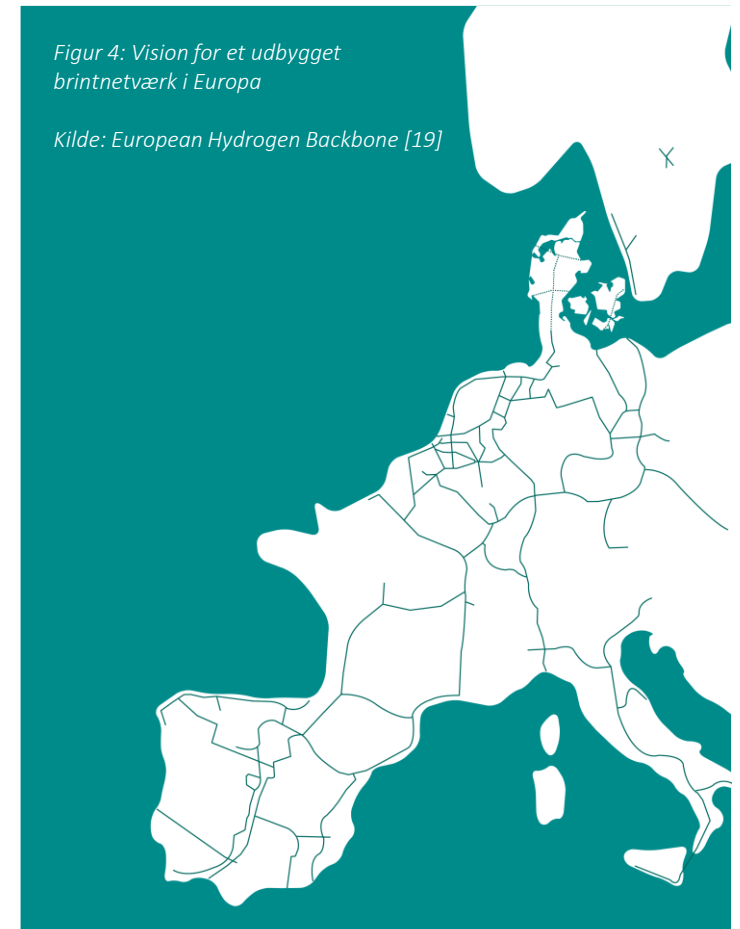 Figur 4: Vision for et udbygget
brintnetværk i Europa
Kilde: European Hydrogen Backbone [19]